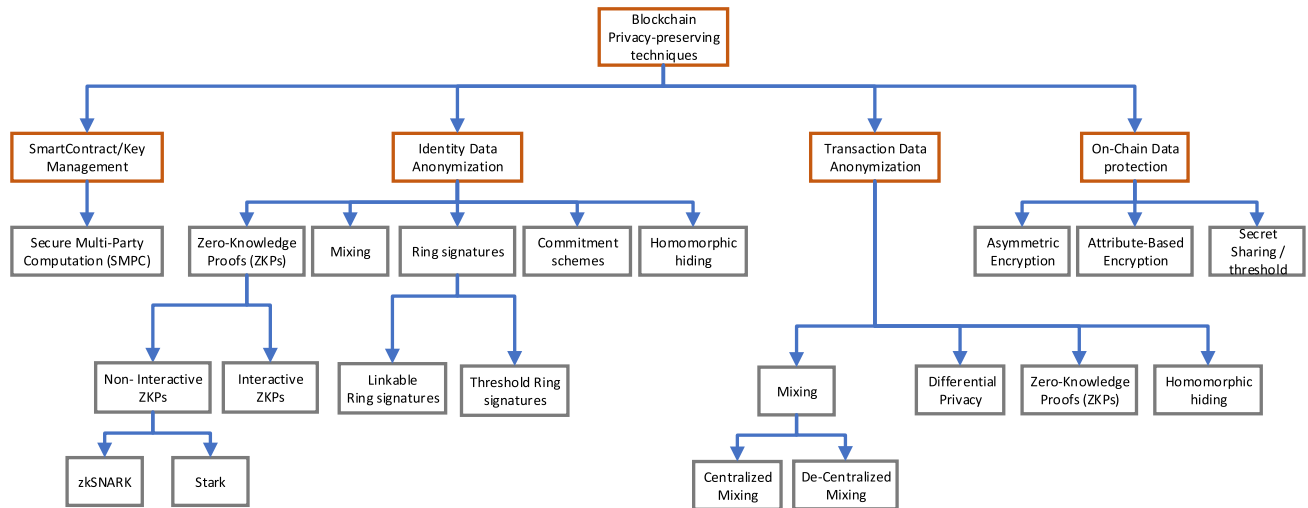 Blockchain
Privacy-preserving
techniques
SmartContract/Key
Management
Identity Data
Anonymization
Transaction Data
Anonymization
On-Chain Data
protection
Secure Multi-Party
Computation (SMPC)
Zero-Knowledge
Proofs (ZKPs)
Mixing
Ring signatures
Commitment
schemes
Homomorphic
hiding
Asymmetric
Encryption
Attribute-Based
Encryption
Secret
Sharing /
threshold
Non- Interactive
ZKPs
Interactive
ZKPs
Linkable
Ring signatures
Threshold Ring
signatures
Mixing
Differential
Privacy
Zero-Knowledge
Proofs (ZKPs)
Homomorphic
hiding
zkSNARK
Stark
Centralized
Mixing
De-Centralized
Mixing